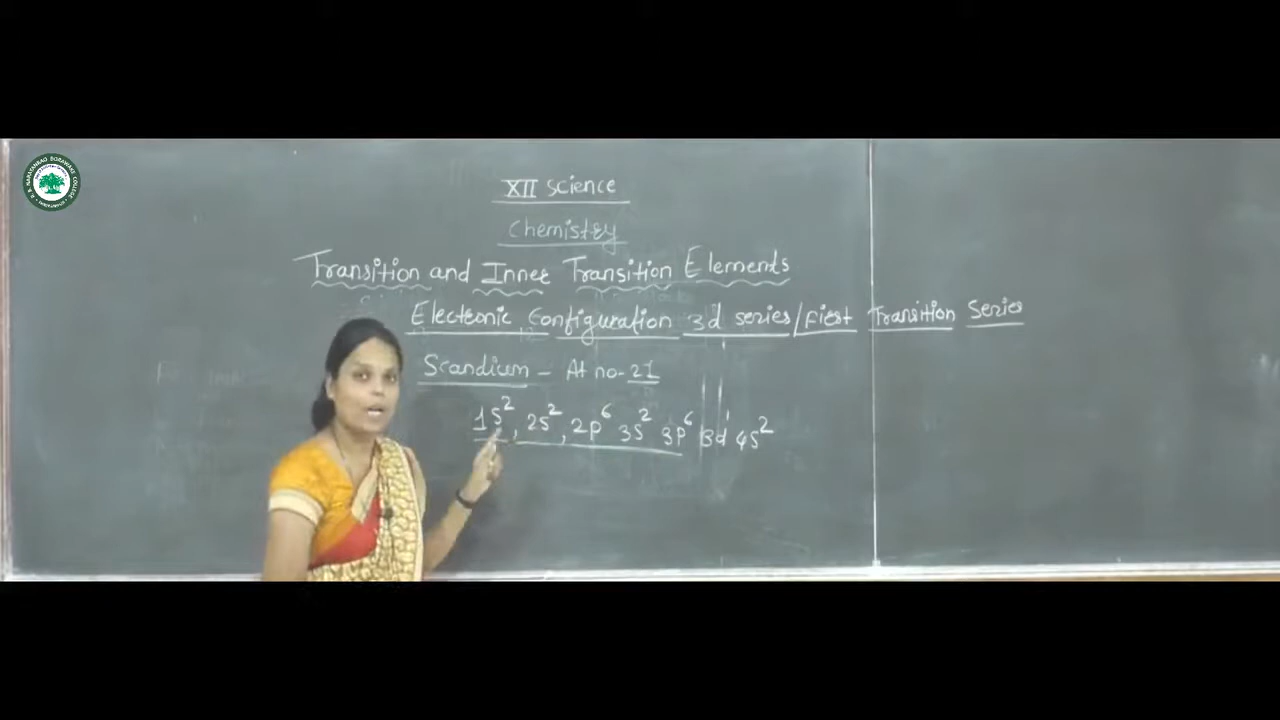 XII Science
Chemistry
Transition and Inner Transition Elements
Electronic Configuration 3d series/First Transition Series
Scandium - At no-21
1s², 2s², 2p⁶ 3s² 3p⁶ 3d¹ 4s²